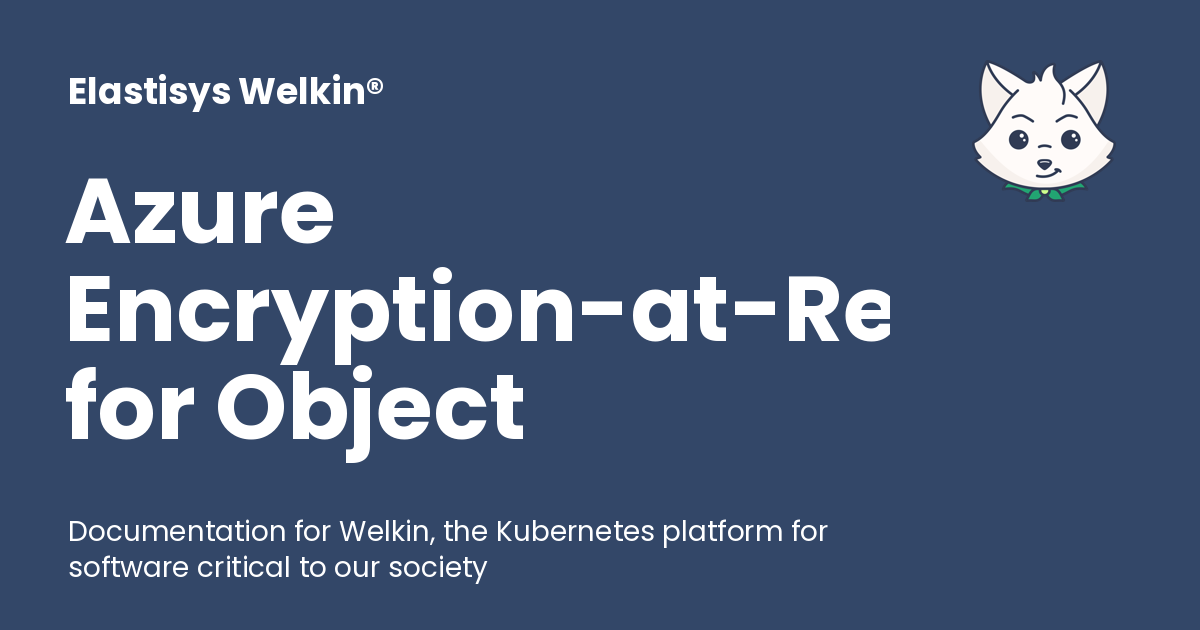 Elastisys Welkin®
Azure
Encryption-at-Re
for Object
Documentation for Welkin, the Kubernetes platform for
software critical to our society